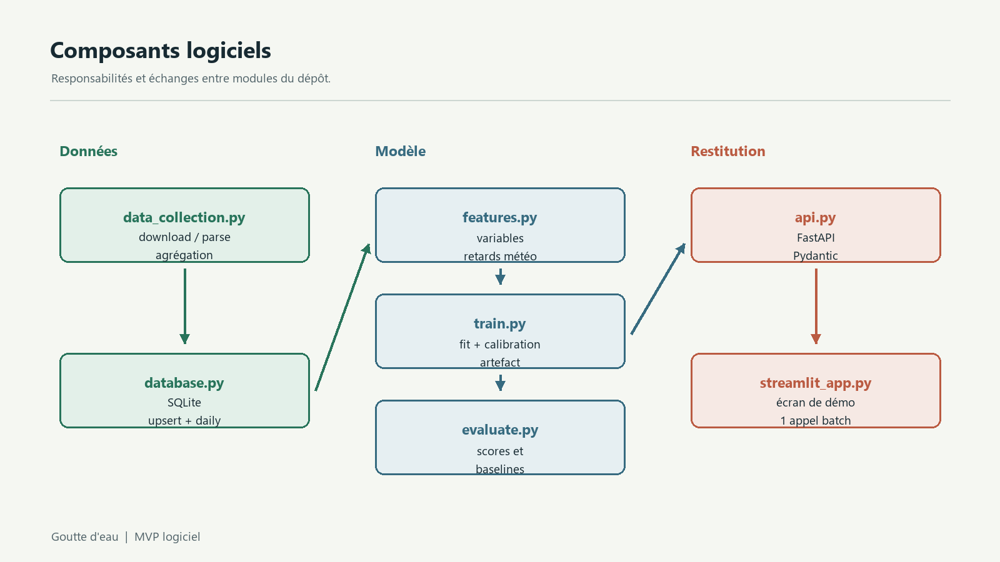 Composants logiciels
Responsabilités et échanges entre modules du dépôt.
Données
data_collection.py
download / parse
agrégation
database.py
SQLite
upsert + daily
Modèle
features.py
variables
retards météo
train.py
fit + calibration
artefact
evaluate.py
scores et
baselines
Restitution
api.py
FastAPI
Pydantic
streamlit_app.py
écran de démo
1 appel batch
Goutte d'eau | MVP logiciel